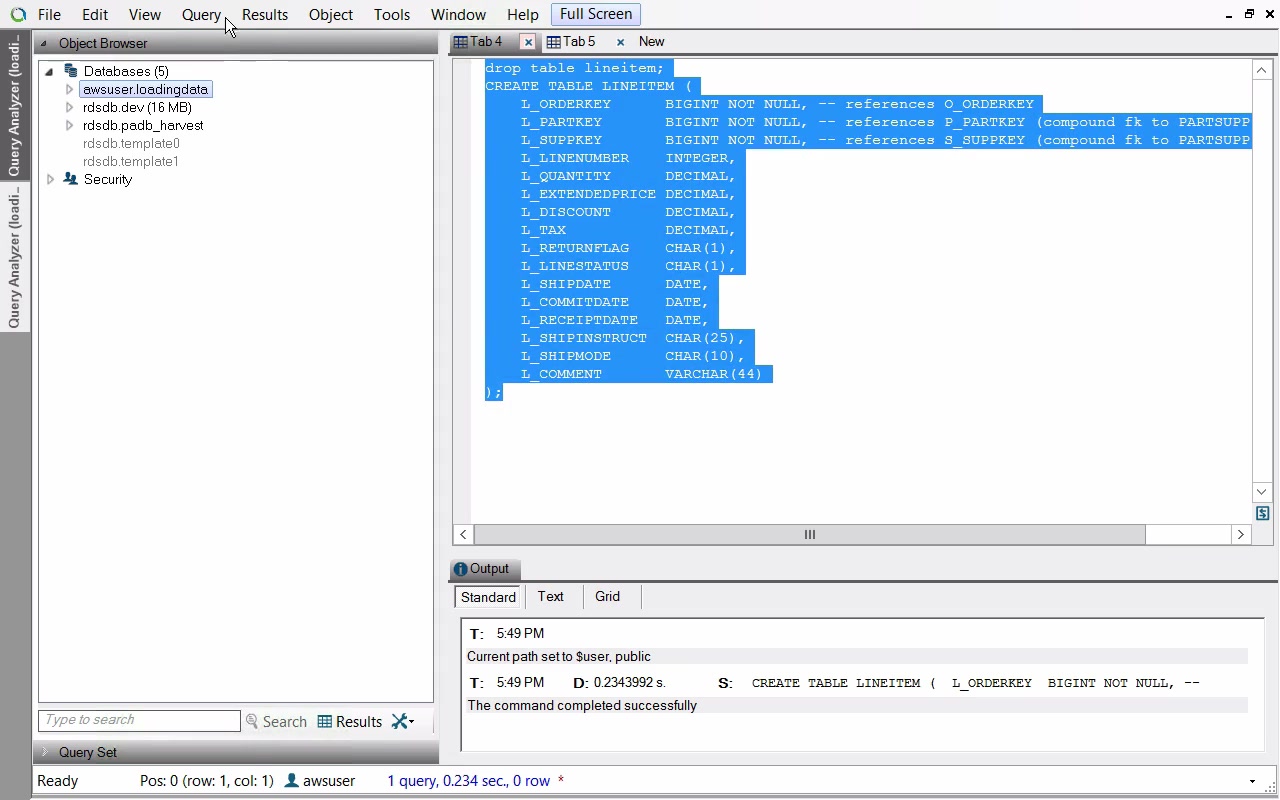 File Edit View Query Results Object Tools Window Help Full Screen
Query Analyzer (loadi...
Query Analyzer (loadi...
Object Browser
Databases (5)
awsuser.loadingdata
rdsdb.dev (16 MB)
rdsdb.padb_harvest
rdsdb.template0
rdsdb.template1
Security
Type to search Search Results
Query Set
Tab 4 Tab 5 New
drop table lineitem;
CREATE TABLE LINEITEM (
L_ORDERKEY BIGINT NOT NULL, -- references O_ORDERKEY
L_PARTKEY BIGINT NOT NULL, -- references P_PARTKEY (compound fk to PARTSUPP
L_SUPPKEY BIGINT NOT NULL, -- references S_SUPPKEY (compound fk to PARTSUPP
L_LINENUMBER INTEGER,
L_QUANTITY DECIMAL,
L_EXTENDEDPRICE DECIMAL,
L_DISCOUNT DECIMAL,
L_TAX DECIMAL,
L_RETURNFLAG CHAR(1),
L_LINESTATUS CHAR(1),
L_SHIPDATE DATE,
L_COMMITDATE DATE,
L_RECEIPTDATE DATE,
L_SHIPINSTRUCT CHAR(25),
L_SHIPMODE CHAR(10),
L_COMMENT VARCHAR(44)
);
Output
Standard Text Grid
T: 5:49 PM
Current path set to $user, public
T: 5:49 PM D: 0.2343992 s. S: CREATE TABLE LINEITEM ( L_ORDERKEY BIGINT NOT NULL, --
The command completed successfully
Ready Pos: 0 (row: 1, col: 1) awsuser 1 query, 0.234 sec., 0 row *